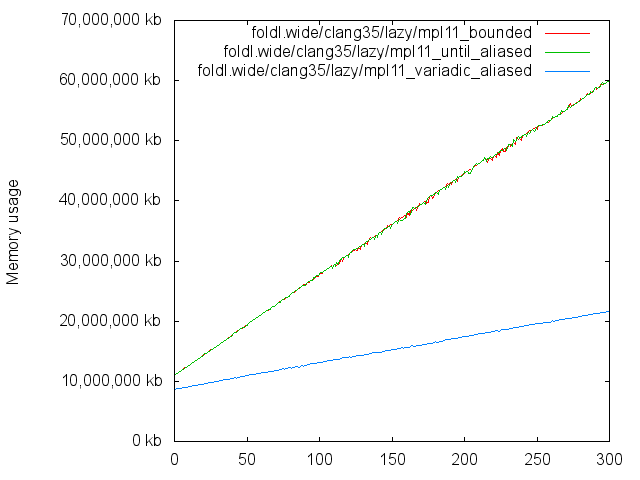 70,000,000 kb
foldl.wide/clang35/lazy/mpl11_bounded
foldl.wide/clang35/lazy/mpl11_until_aliased
foldl.wide/clang35/lazy/mpl11_variadic_aliased
60,000,000 kb
50,000,000 kb
40,000,000 kb
30,000,000 kb
20,000,000 kb
10,000,000 kb
0 kb
Memory usage
0 50 100 150 200 250 300